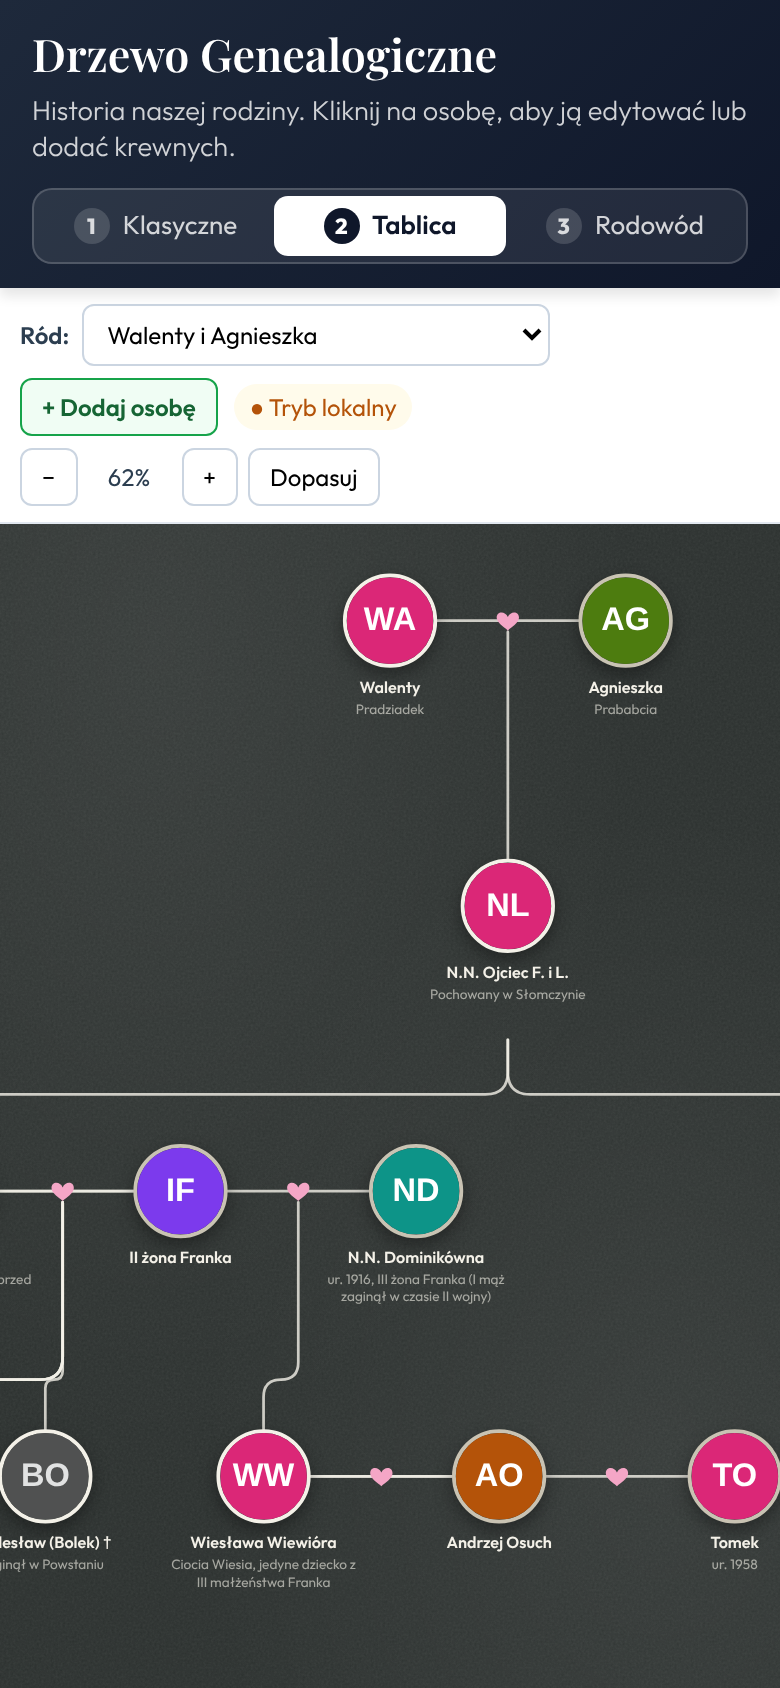 Drzewo Genealogiczne
Historia naszej rodziny. Kliknij na osobę, aby ją edytować lub
dodać krewnych.
1 Klasyczne
2 Tablica
3 Rodowód
Ród:
Walenty i Agnieszka
+ Dodaj osobę
● Tryb lokalny
−
62%
+
Dopasuj
WA
AG
Walenty
Agnieszka
Pradziadek
Prababcia
NL
N.N. Ojciec F. i L.
Pochowany w Słomczynie
IF
ND
II żona Franka
N.N. Dominikówna
ur. 1916, III żona Franka (I mąż
zaginął w czasie II wojny)
BO
WW
AO
TO
(Bolek) †
Wiesława Wiewióra
Andrzej Osuch
Tomek
w Powstaniu
Ciocia Wiesia, jedyne dziecko z
III małżeństwa Franka
ur. 1958